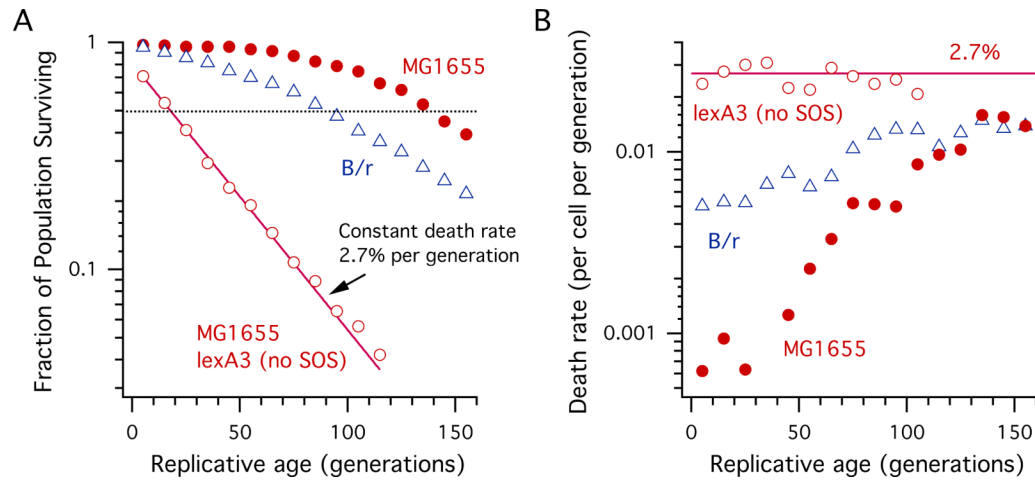 A
Fraction of Population Surviving
1
0.1
MG1655
B/r
Constant death rate
2.7% per generation
MG1655
lexA3 (no SOS)
0
50
100
150
Replicative age (generations)
B
Death rate (per cell per generation)
0.01
0.001
2.7%
lexA3 (no SOS)
B/r
MG1655
0
50
100
150
Replicative age (generations)